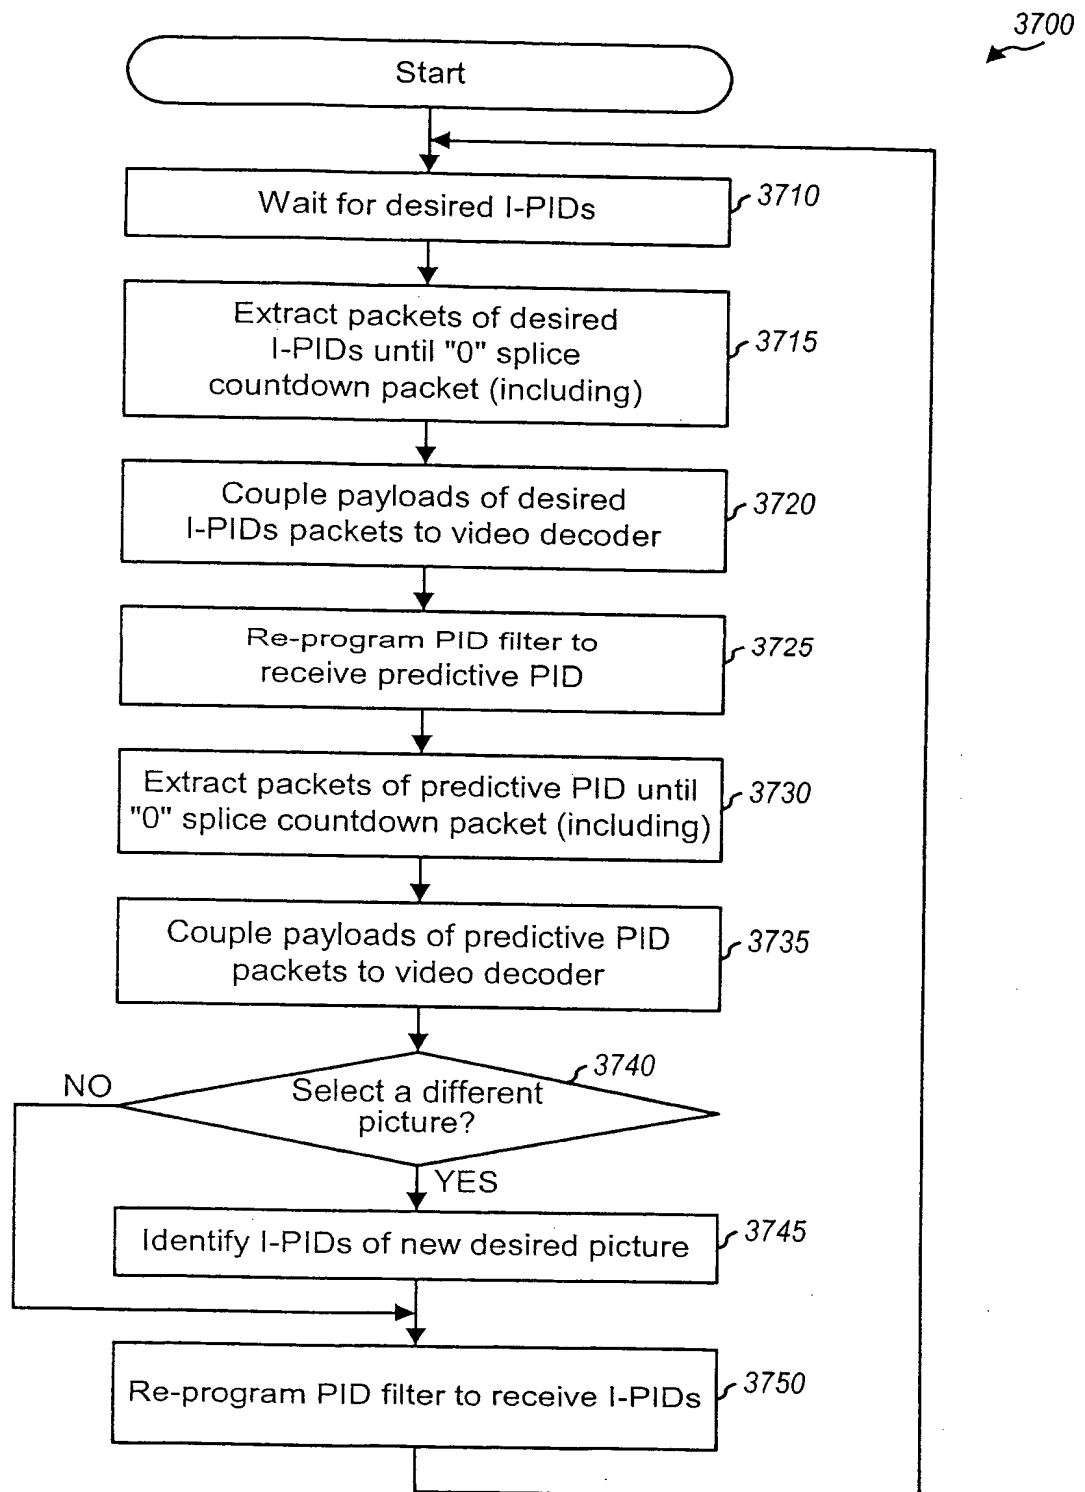 3700
Start
Wait for desired I-PIDs
3710
Extract packets of desired
I-PIDs until "0" splice
countdown packet (including)
3715
Couple payloads of desired
I-PIDs packets to video decoder
3720
Re-program PID filter to
receive predictive PID
3725
Extract packets of predictive PID until
"0" splice countdown packet (including)
3730
Couple payloads of predictive PID
packets to video decoder
3735
3740
NO
Select a different
picture?
YES
Identify I-PIDs of new desired picture
3745
Re-program PID filter to receive I-PIDs
3750